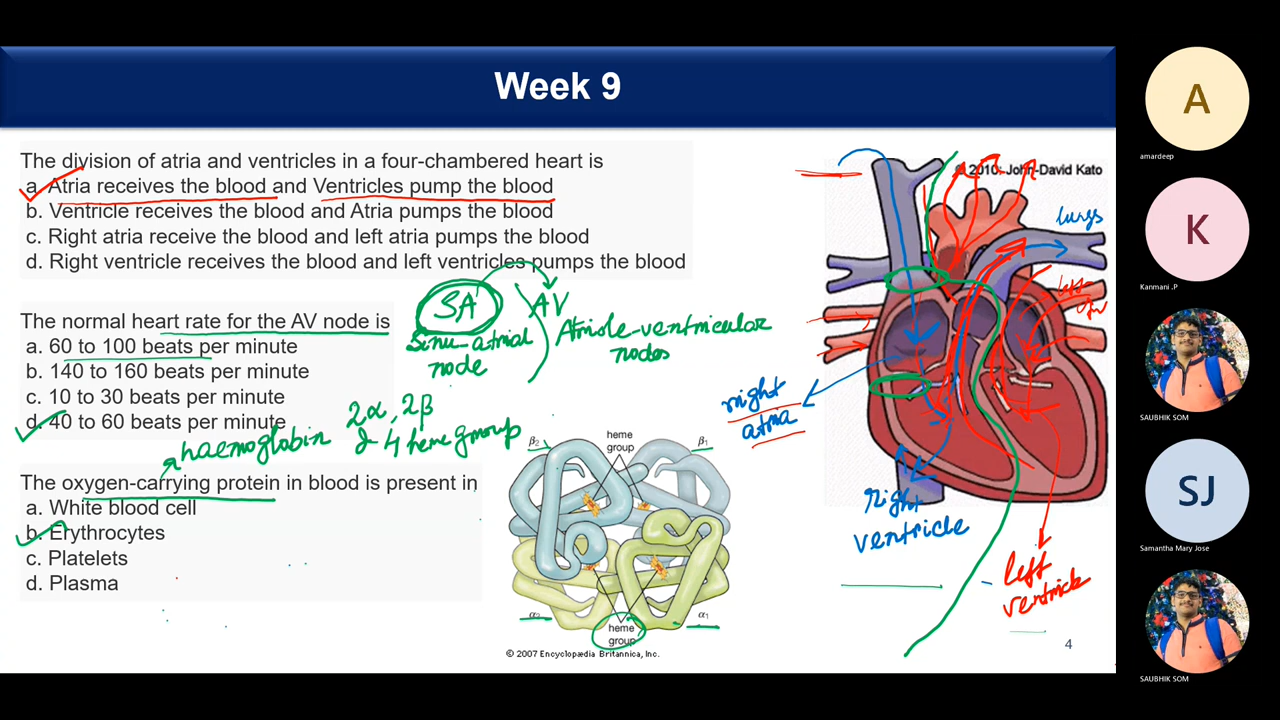 Week 9
The division of atria and ventricles in a four-chambered heart is
a. Atria receives the blood and Ventricles pump the blood
b. Ventricle receives the blood and Atria pumps the blood
c. Right atria receive the blood and left atria pumps the blood
d. Right ventricle receives the blood and left ventricles pumps the blood
SA
AV
Sinu-atrial
node
Atriole-ventricular
nodes
The normal heart rate for the AV node is
a. 60 to 100 beats per minute
b. 140 to 160 beats per minute
c. 10 to 30 beats per minute
d. 40 to 60 beats per minute
haemoglobin
2α, 2β
& 4 heme group
The oxygen-carrying protein in blood is present in
a. White blood cell
b. Erythrocytes
c. Platelets
d. Plasma
β2
heme
group
β1
α2
heme
group
α1
© 2007 Encyclopædia Britannica, Inc.
© 2010, John-David Kato
lungs
right
atria
right
ventricle
left
ventricle
4
A
amardeep
K
Kanmani .P
SAUBHIK SOM
SJ
Samantha Mary Jose
SAUBHIK SOM